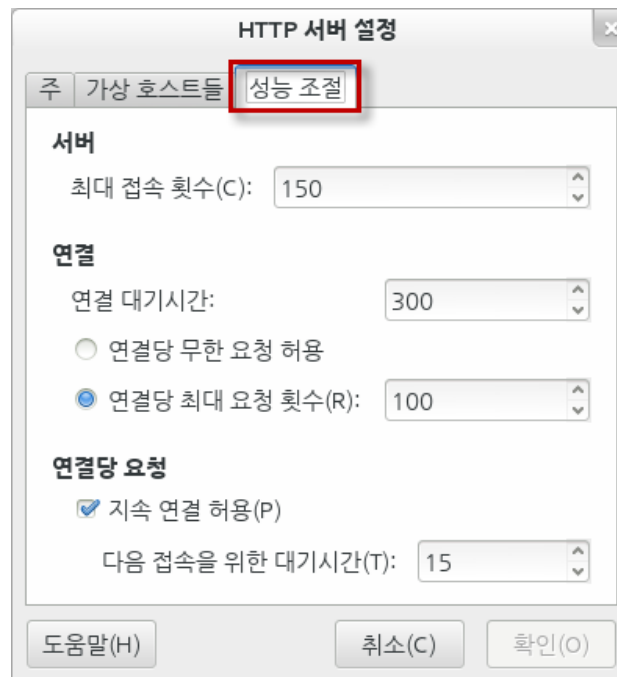 HTTP 서버 설정
주 가상 호스트들 성능 조절
서버
최대 접속 횟수(C): 150
연결
연결 대기시간: 300
연결당 무한 요청 허용
연결당 최대 요청 횟수(R): 100
연결당 요청
지속 연결 허용(P)
다음 접속을 위한 대기시간(T): 15
도움말(H) 취소(C) 확인(O)